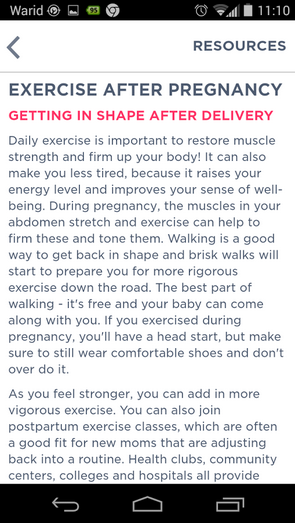 Warid
95
11:10
RESOURCES
EXERCISE AFTER PREGNANCY
GETTING IN SHAPE AFTER DELIVERY
Daily exercise is important to restore muscle
strength and firm up your body! It can also
make you less tired, because it raises your
energy level and improves your sense of well-
being. During pregnancy, the muscles in your
abdomen stretch and exercise can help to
firm these and tone them. Walking is a good
way to get back in shape and brisk walks will
start to prepare you for more rigorous
exercise down the road. The best part of
walking - it's free and your baby can come
along with you. If you exercised during
pregnancy, you'll have a head start, but make
sure to still wear comfortable shoes and don't
over do it.
As you feel stronger, you can add in more
vigorous exercise. You can also join
postpartum exercise classes, which are often
a good fit for new moms that are adjusting
back into a routine. Health clubs, community
centers, colleges and hospitals all provide